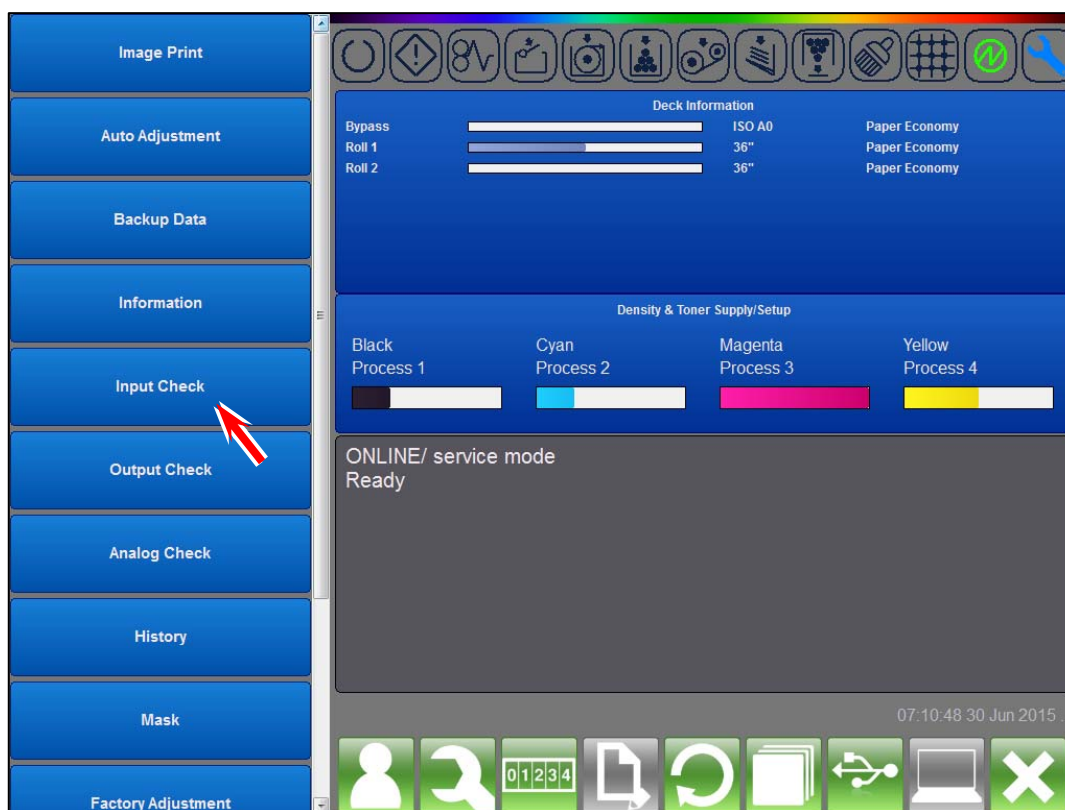 Image Print
Auto Adjustment
Backup Data
Information
Input Check
Output Check
Analog Check
History
Mask
Factory Adjustment
Deck Information
Bypass ISO A0 Paper Economy
Roll 1 36" Paper Economy
Roll 2 36" Paper Economy
Density & Toner Supply/Setup
Black Cyan Magenta Yellow
Process 1 Process 2 Process 3 Process 4
ONLINE/ service mode
Ready
07:10:48 30 Jun 2015 .
01234